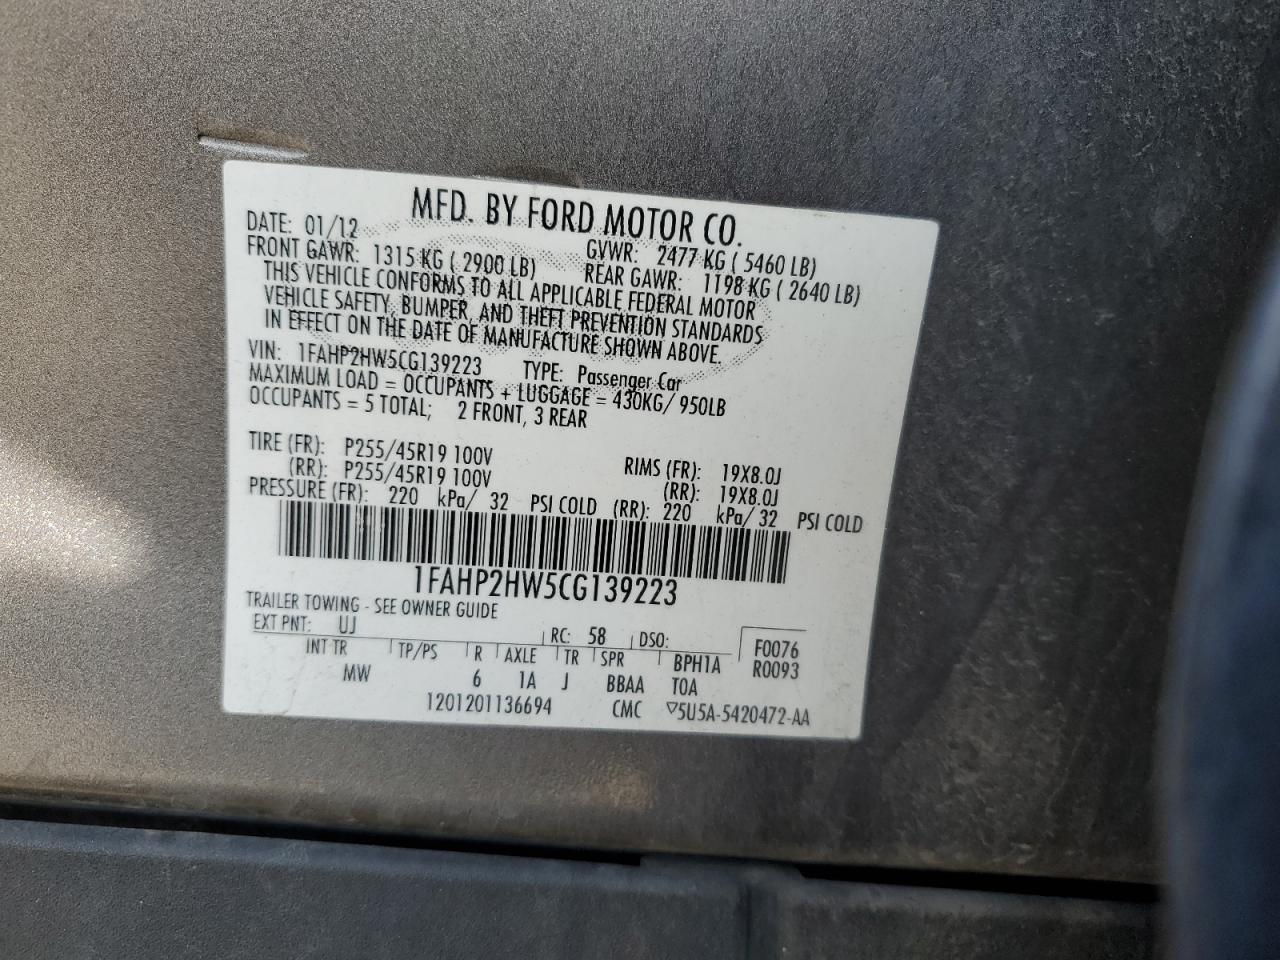 MFD. BY FORD MOTOR CO.
DATE: 01/12 GVWR: 2477 KG ( 5460 LB)
FRONT GAWR: 1315 KG ( 2900 LB) REAR GAWR: 1198 KG ( 2640 LB)
THIS VEHICLE CONFORMS TO ALL APPLICABLE FEDERAL MOTOR
VEHICLE SAFETY, BUMPER, AND THEFT PREVENTION STANDARDS
IN EFFECT ON THE DATE OF MANUFACTURE SHOWN ABOVE.
VIN: 1FAHP2HW5CG139223 TYPE: Passenger Car
MAXIMUM LOAD = OCCUPANTS + LUGGAGE = 430KG/ 950LB
OCCUPANTS = 5 TOTAL; 2 FRONT, 3 REAR
TIRE (FR): P255/45R19 100V RIMS (FR): 19X8.0J
(RR): P255/45R19 100V (RR): 19X8.0J
PRESSURE (FR): 220 kPa/ 32 PSI COLD (RR): 220 kPa/ 32 PSI COLD
1FAHP2HW5CG139223
TRAILER TOWING - SEE OWNER GUIDE
EXT PNT: UJ RC: 58 DSO: F0076
INT TR TP/PS R AXLE TR SPR BPH1A R0093
MW 6 1A J BBAA TOA
1201201136694 CMC ▽5U5A-5420472-AA